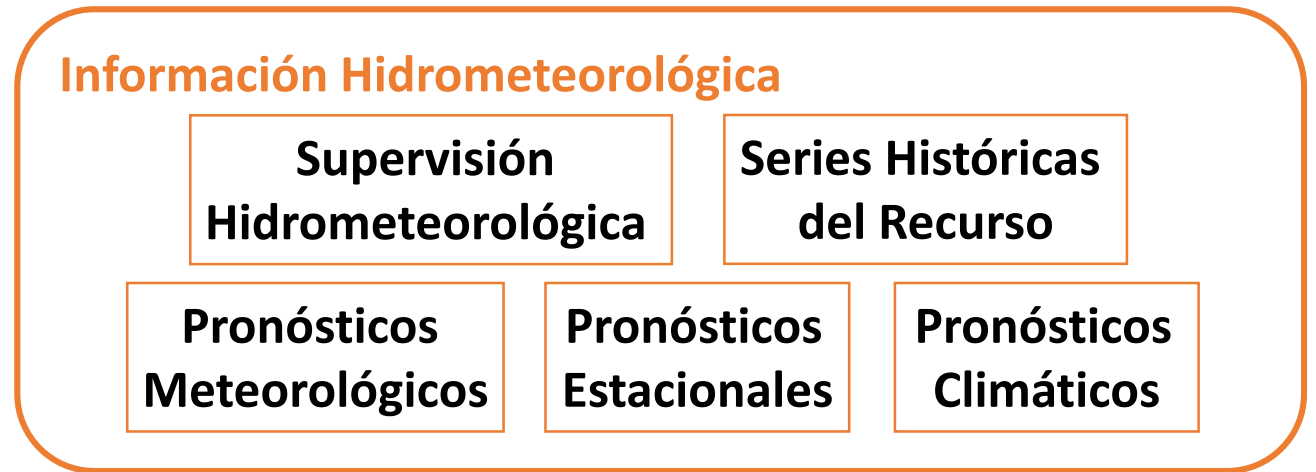 Información Hidrometeorológica
Supervisión
Hidrometeorológica
Series Históricas
del Recurso
Pronósticos
Meteorológicos
Pronósticos
Estacionales
Pronósticos
Climáticos